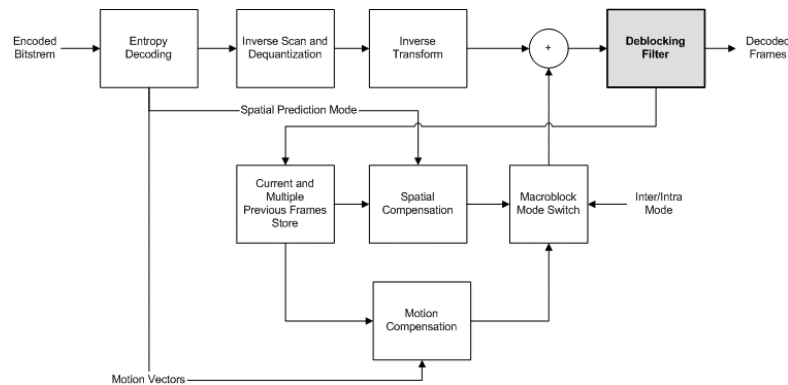 Encoded
Bitstrem
Entropy
Decoding
Inverse Scan and
Dequantization
Inverse
Transform
+
Deblocking
Filter
Decoded
Frames
Spatial Prediction Mode
Current and
Multiple
Previous Frames
Store
Spatial
Compensation
Macroblock
Mode Switch
Inter/Intra
Mode
Motion
Compensation
Motion Vectors